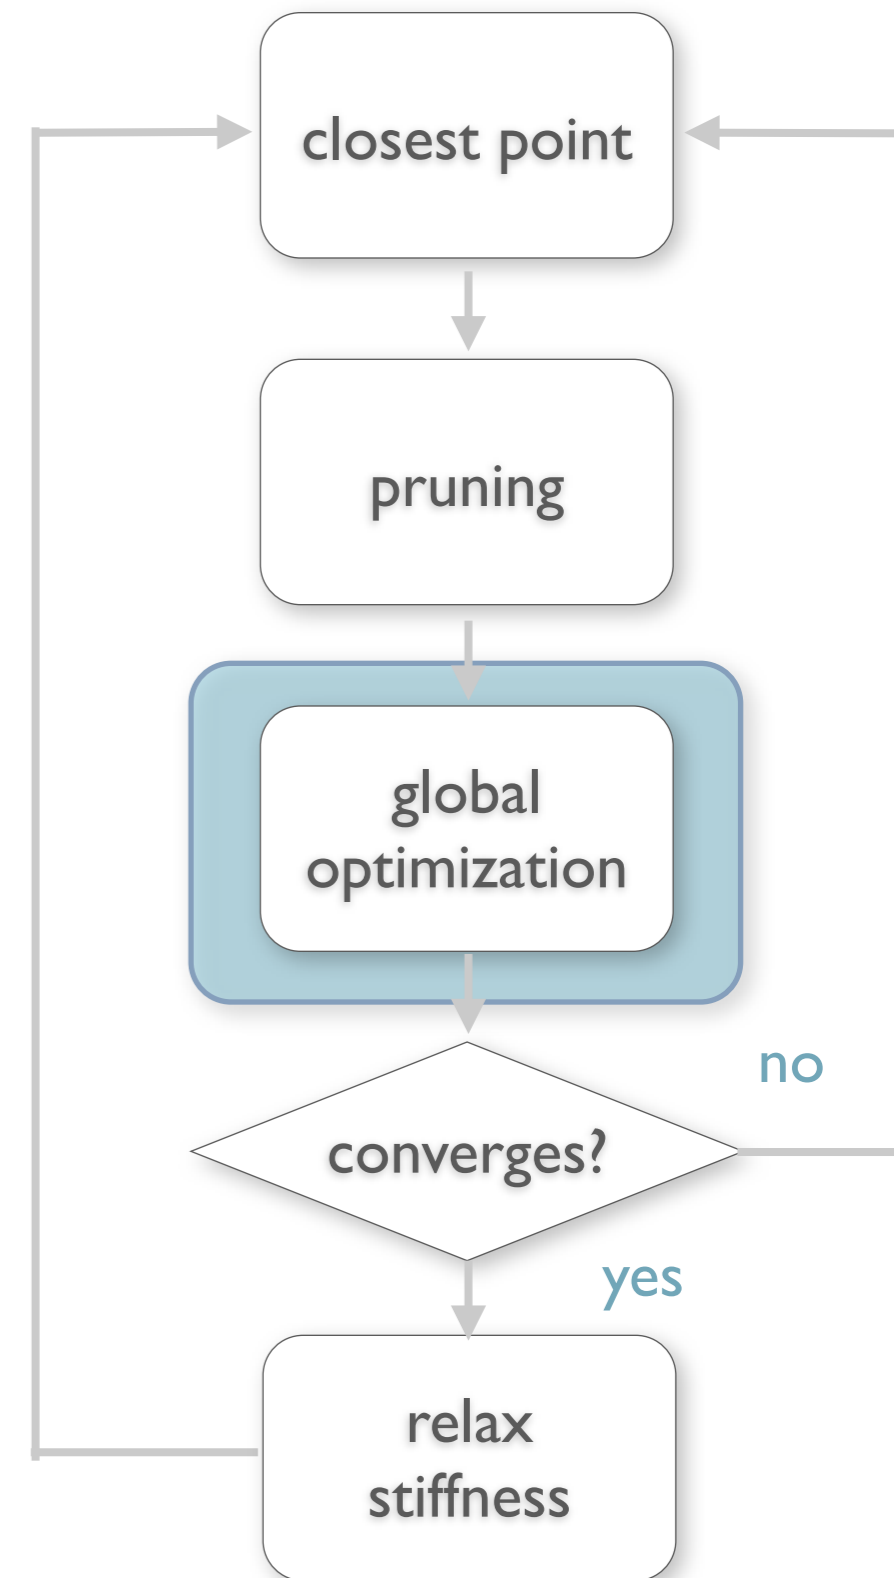 closest point
pruning
global
optimization
no
converges?
yes
relax
stiffness